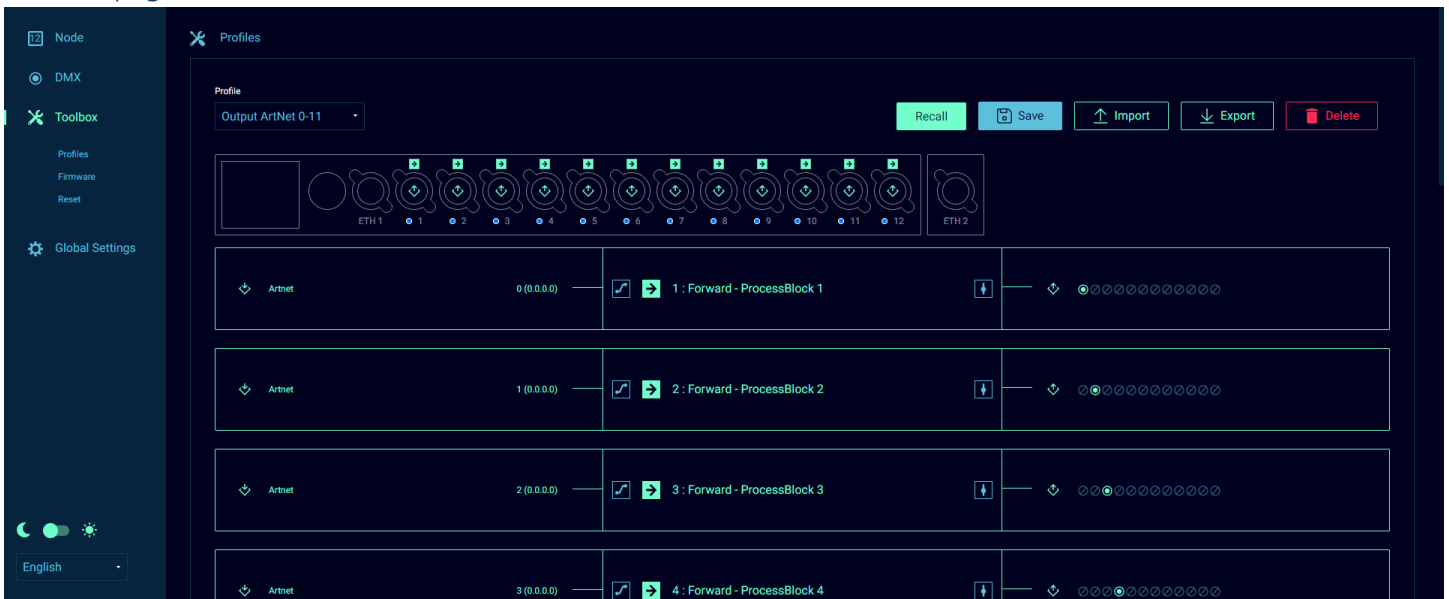 12 Node
Profiles
DMX
Toolbox
Profiles
Firmware
Reset
Global Settings
English
Profile
Output ArtNet 0-11
Recall
Save
Import
Export
Delete
ETH 1 1 2 3 4 5 6 7 8 9 10 11 12 ETH 2
Artnet 0 (0.0.0.0) 1 : Forward - ProcessBlock 1
Artnet 1 (0.0.0.0) 2 : Forward - ProcessBlock 2
Artnet 2 (0.0.0.0) 3 : Forward - ProcessBlock 3
Artnet 3 (0.0.0.0) 4 : Forward - ProcessBlock 4